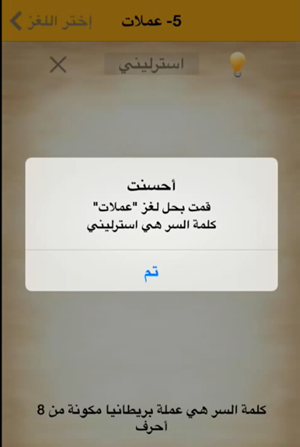 5- عملات
إختر اللغز
استرليني
أحسنت
قمت بحل لغز "عملات"
كلمة السر هي استرليني
تم
كلمة السر هي عملة بريطانيا مكونة من 8
أحرف